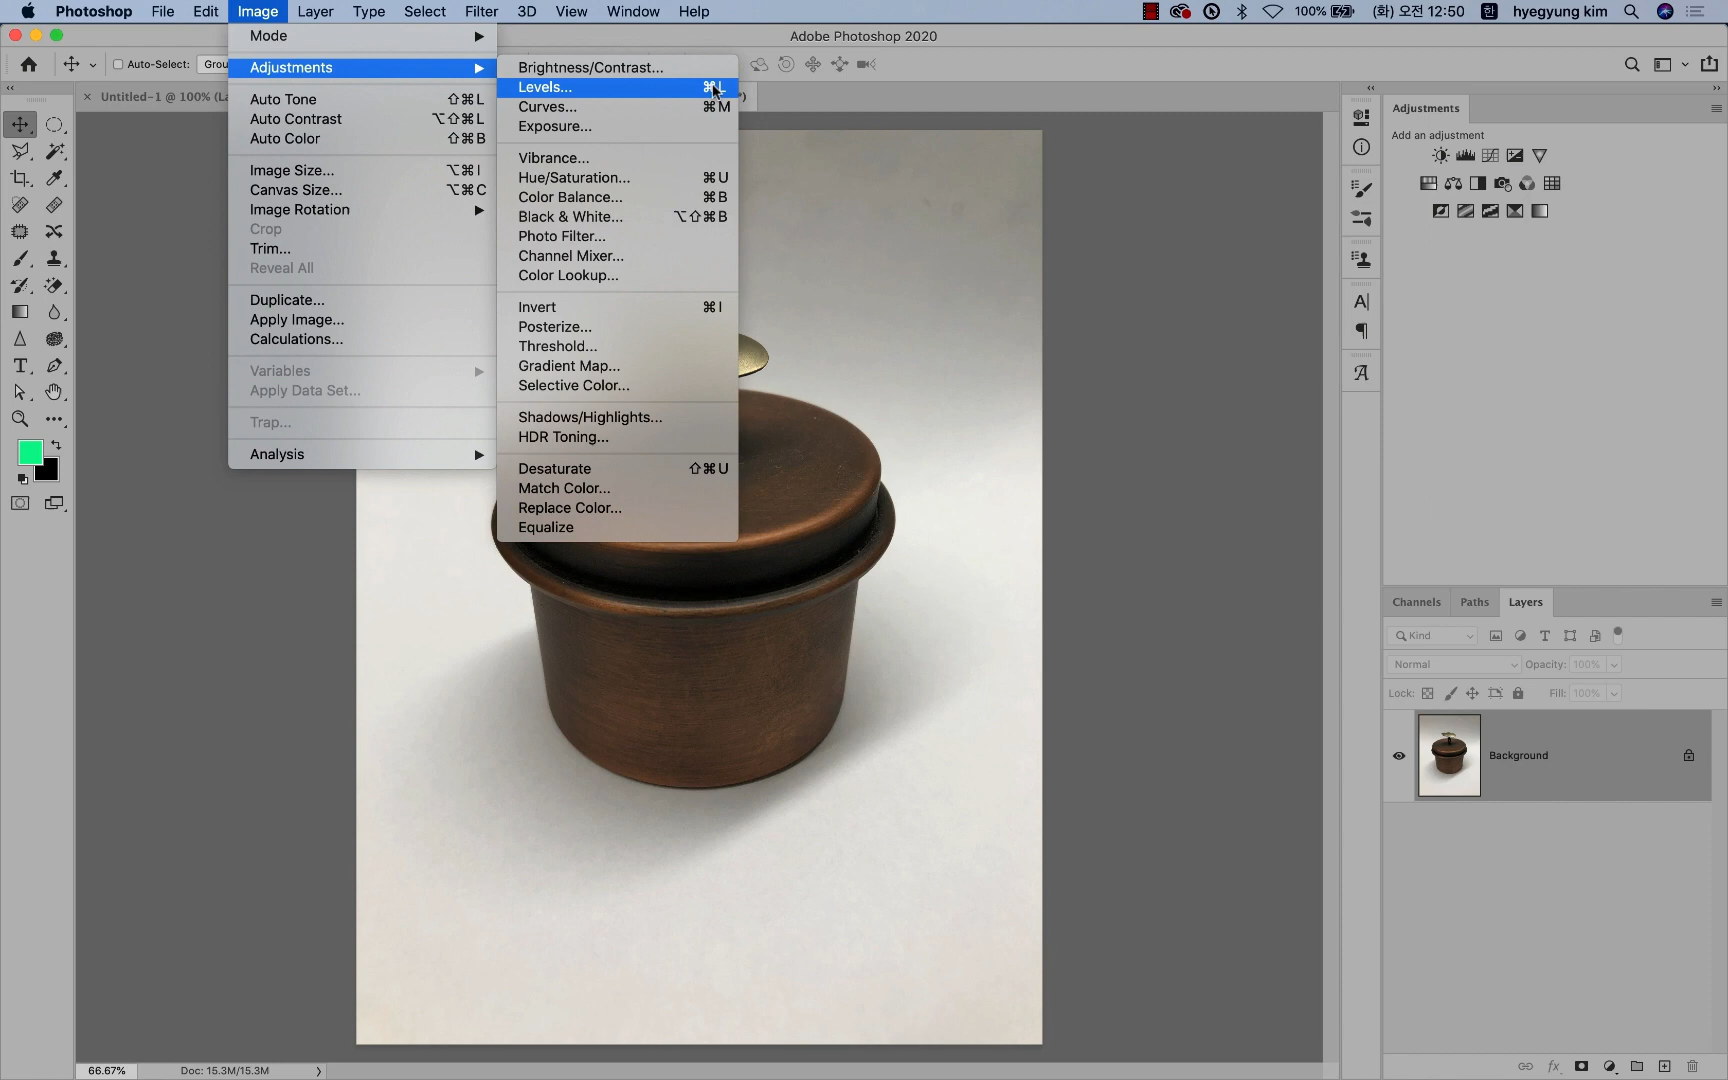 Photoshop File Edit Image Layer Type Select Filter 3D View Window Help 100% (화) 오전 12:50 한 hyegyung kim
Adobe Photoshop 2020
Auto-Select: Grou
Untitled-1 @ 100% (La *)
Mode
Adjustments
Auto Tone ⇧⌘L
Auto Contrast ⌥⇧⌘L
Auto Color ⇧⌘B
Image Size... ⌥⌘I
Canvas Size... ⌥⌘C
Image Rotation
Crop
Trim...
Reveal All
Duplicate...
Apply Image...
Calculations...
Variables
Apply Data Set...
Trap...
Analysis
Brightness/Contrast...
Levels... ⌘L
Curves... ⌘M
Exposure...
Vibrance...
Hue/Saturation... ⌘U
Color Balance... ⌘B
Black & White... ⌥⇧⌘B
Photo Filter...
Channel Mixer...
Color Lookup...
Invert ⌘I
Posterize...
Threshold...
Gradient Map...
Selective Color...
Shadows/Highlights...
HDR Toning...
Desaturate ⇧⌘U
Match Color...
Replace Color...
Equalize
Adjustments
Add an adjustment
Channels Paths Layers
Kind
Normal Opacity: 100%
Lock: Fill: 100%
Background
66.67% Doc: 15.3M/15.3M